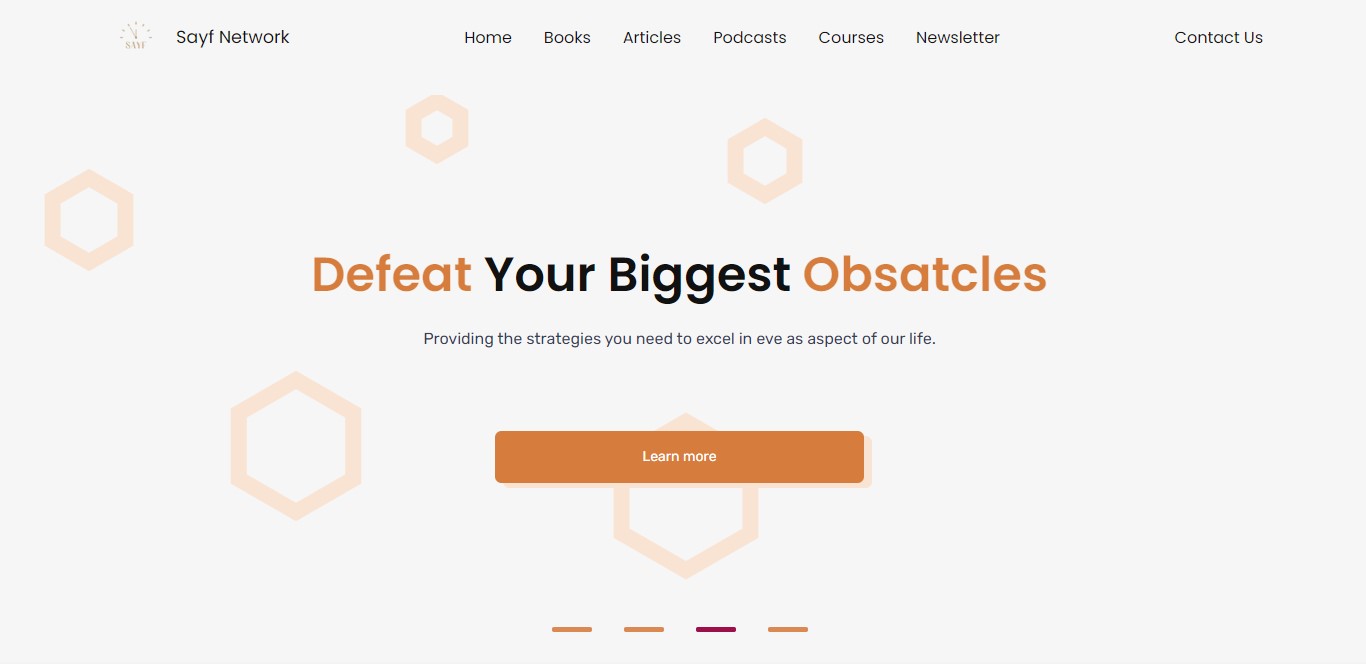 SAYF
Sayf Network
Home Books Articles Podcasts Courses Newsletter
Contact Us
Defeat Your Biggest Obsatcles
Providing the strategies you need to excel in eve as aspect of our life.
Learn more